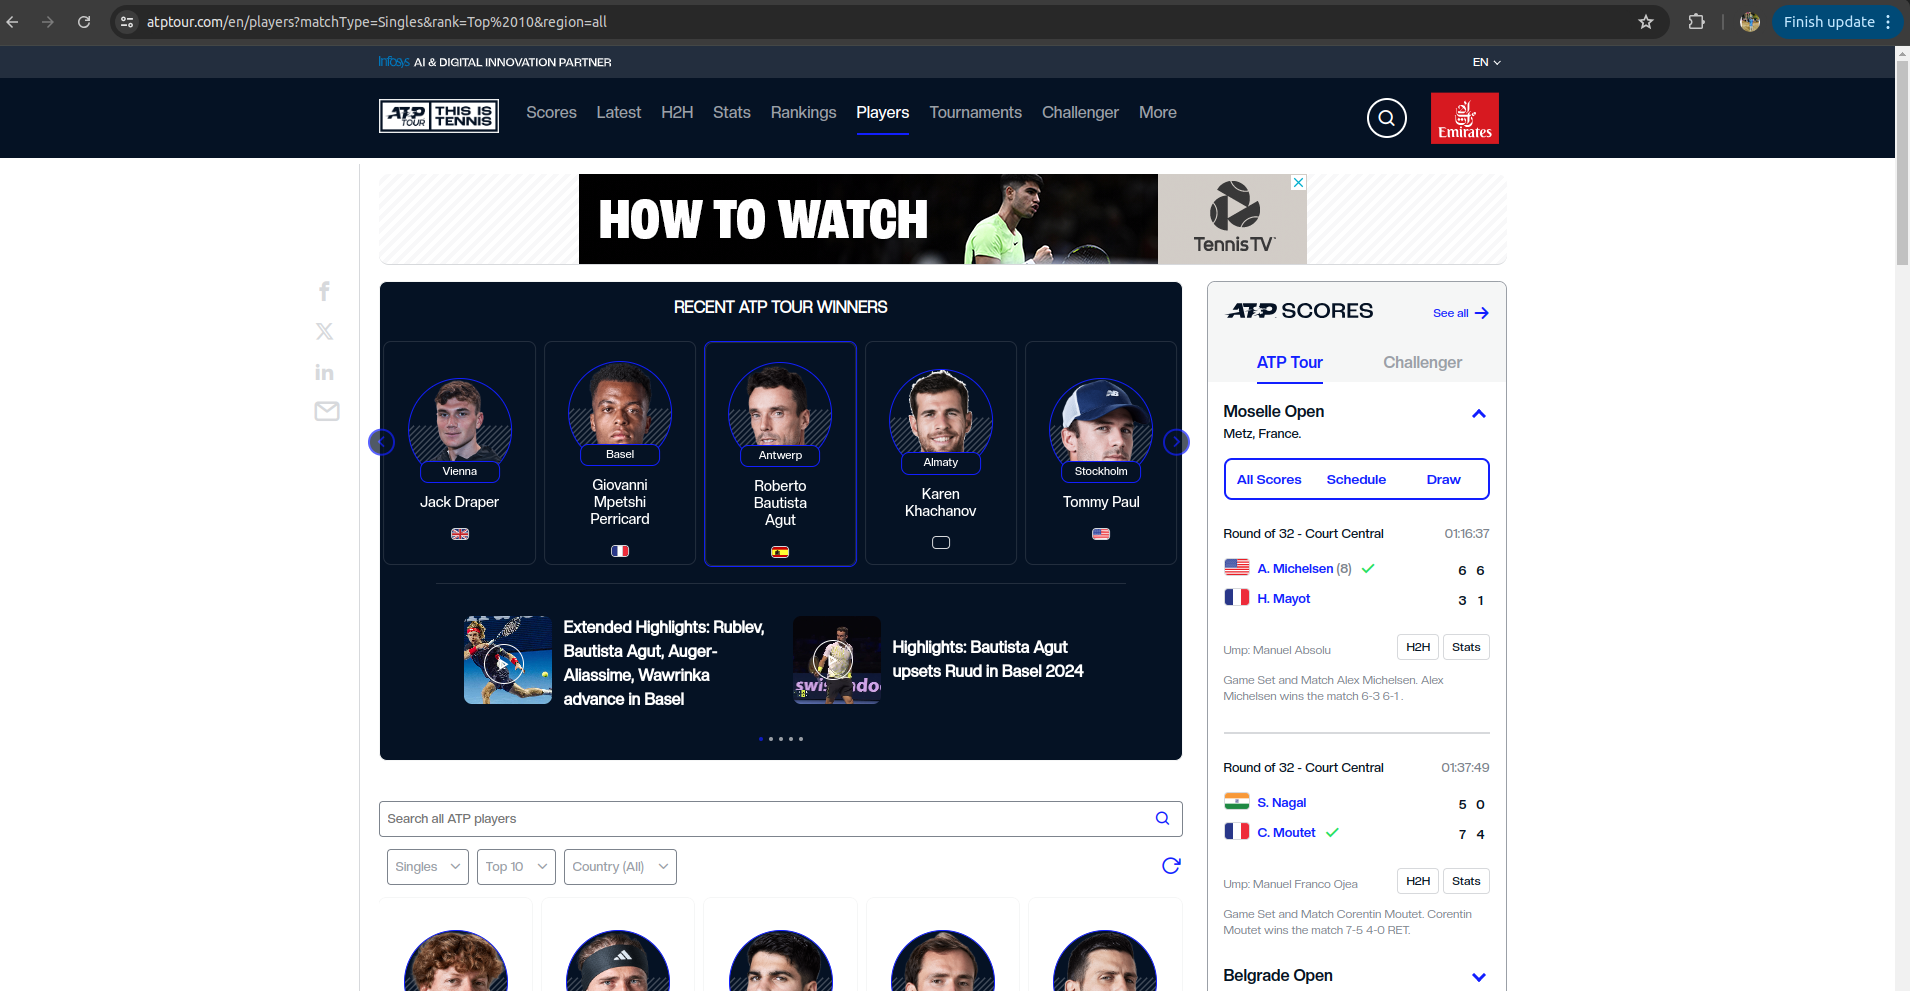 atptour.com/en/players?matchType=Singles&rank=Top%2010&region=all
Finish update
Infosys AI & DIGITAL INNOVATION PARTNER
EN
ATP TOUR THIS IS TENNIS
Scores Latest H2H Stats Rankings Players Tournaments Challenger More
Emirates
HOW TO WATCH
TennisTV
RECENT ATP TOUR WINNERS
Vienna
Jack Draper
Basel
Giovanni
Mpetshi
Perricard
Antwerp
Roberto
Bautista
Agut
Almaty
Karen
Khachanov
Stockholm
Tommy Paul
Extended Highlights: Rublev,
Bautista Agut, Auger-
Aliassime, Wawrinka
advance in Basel
Highlights: Bautista Agut
upsets Ruud in Basel 2024
Search all ATP players
Singles
Top 10
Country (All)
ATP SCORES
See all
ATP Tour Challenger
Moselle Open
Metz, France.
All Scores Schedule Draw
Round of 32 - Court Central 01:16:37
A. Michelsen (8) 6 6
H. Mayot 3 1
Ump: Manuel Absolu
H2H Stats
Game Set and Match Alex Michelsen. Alex
Michelsen wins the match 6-3 6-1 .
Round of 32 - Court Central 01:37:49
S. Nagal 5 0
C. Moutet 7 4
Ump: Manuel Franco Ojea
H2H Stats
Game Set and Match Corentin Moutet. Corentin
Moutet wins the match 7-5 4-0 RET.
Belgrade Open